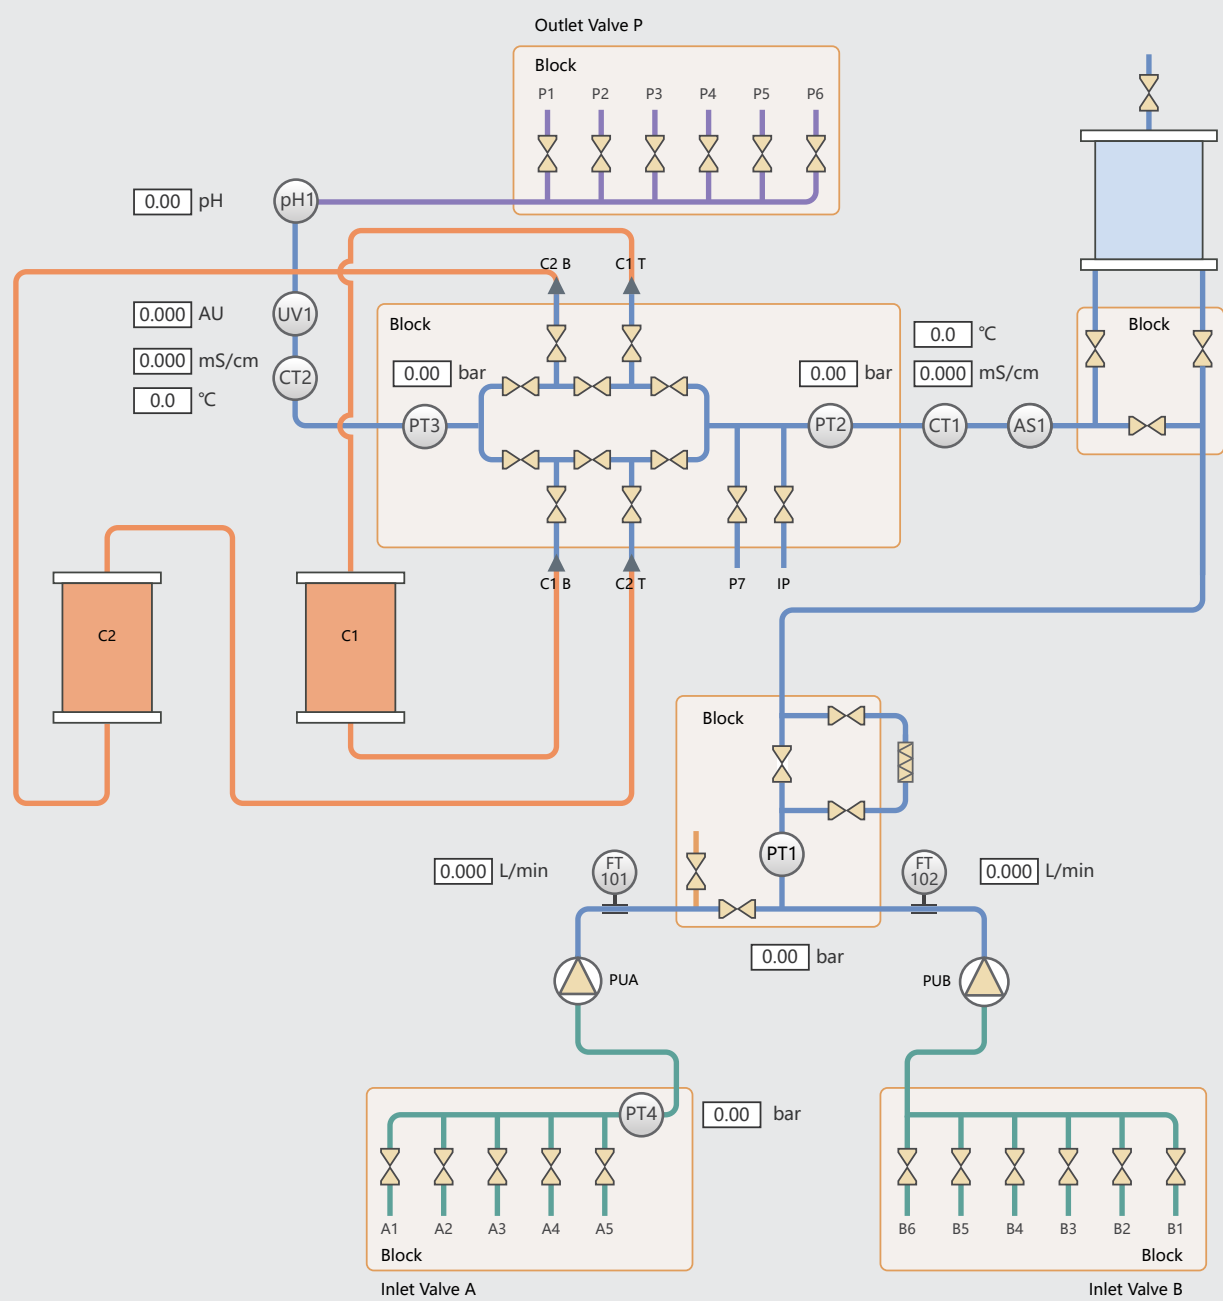 Outlet Valve P
Block
P1 P2 P3 P4 P5 P6
0.00 pH
pH1
C2 B
C1 T
0.000 AU
UV1
Block
Block
0.0 °C
0.000 mS/cm
CT2
0.00 bar
0.00 bar
0.000 mS/cm
0.0 °C
PT3
PT2
CT1
AS1
C1 B
C2 T
P7
IP
C2
C1
Block
PT1
0.000 L/min
FT
101
FT
102
0.000 L/min
0.00 bar
PUA
PUB
PT4
0.00 bar
A1 A2 A3 A4 A5
B6 B5 B4 B3 B2 B1
Block
Block
Inlet Valve A
Inlet Valve B